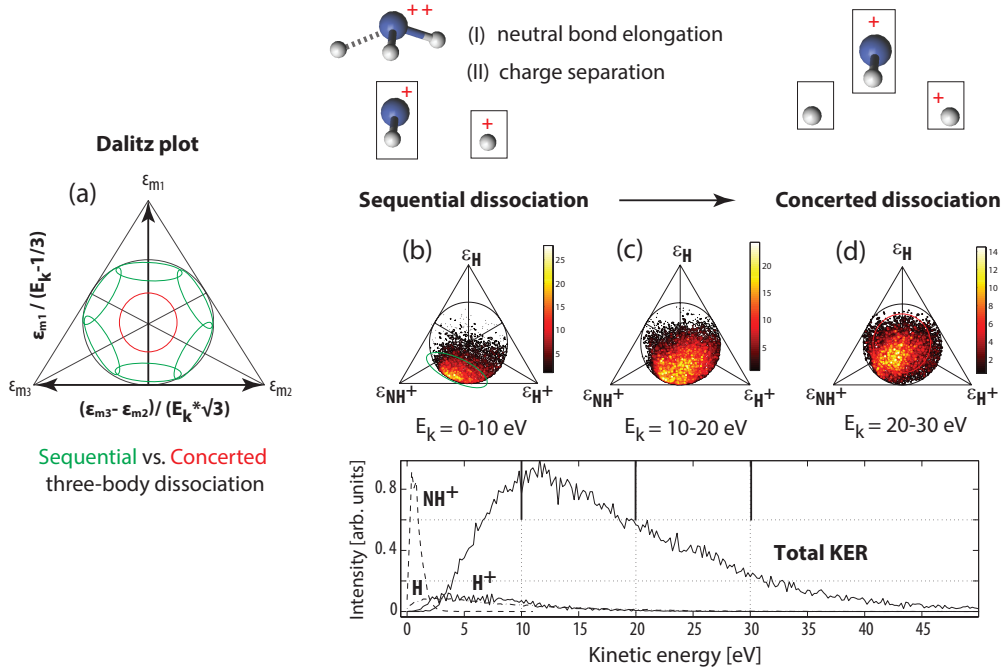 ++
(I) neutral bond elongation
(II) charge separation
+
+
+
+
Dalitz plot
(a)
εm1
εm1 / (Ek-1/3)
εm3
εm2
(εm3- εm2)/ (Ek*√3)
Sequential vs. Concerted
three-body dissociation
Sequential dissociation
Concerted dissociation
(b)
εH
εNH+
εH+
25
20
15
10
5
Ek = 0-10 eV
(c)
εH
εNH+
εH+
20
15
10
5
Ek = 10-20 eV
(d)
εH
εNH+
εH+
14
12
10
8
6
4
2
Ek = 20-30 eV
Intensity [arb. units]
0.8
0.4
0
NH+
H
H+
Total KER
0 5 10 15 20 25 30 35 40 45
Kinetic energy [eV]